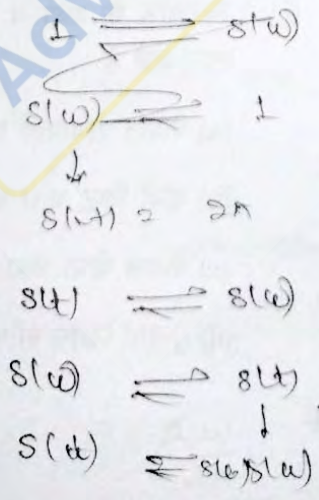 1 ⇌ S(ω)
S(ω) ⇌ 1
↓
S(-t) = 2π
S(t) ⇌ S(ω)
S(ω) ⇌ S(t)
↓
S(t) ⇌ S(ω)